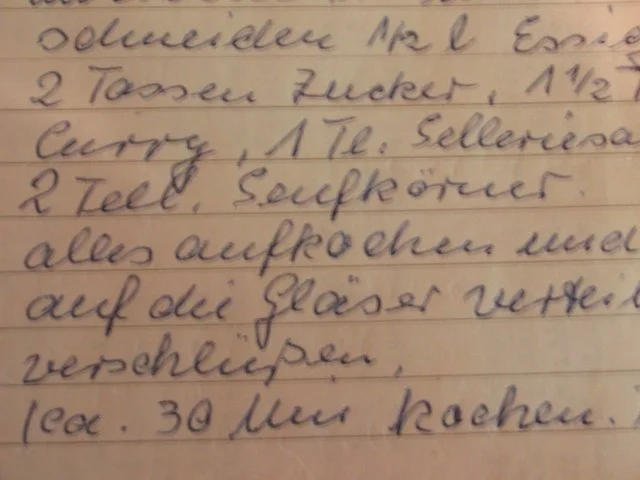 schneiden 1/2 l Essig
2 Tassen Zucker, 1 1/2 T
Curry, 1 Tl. Selleriesa
2 Teel. Senfkörner.
alles aufkochen und
auf die Gläser verteil
verschlüßen,
ca. 30 Min kochen.